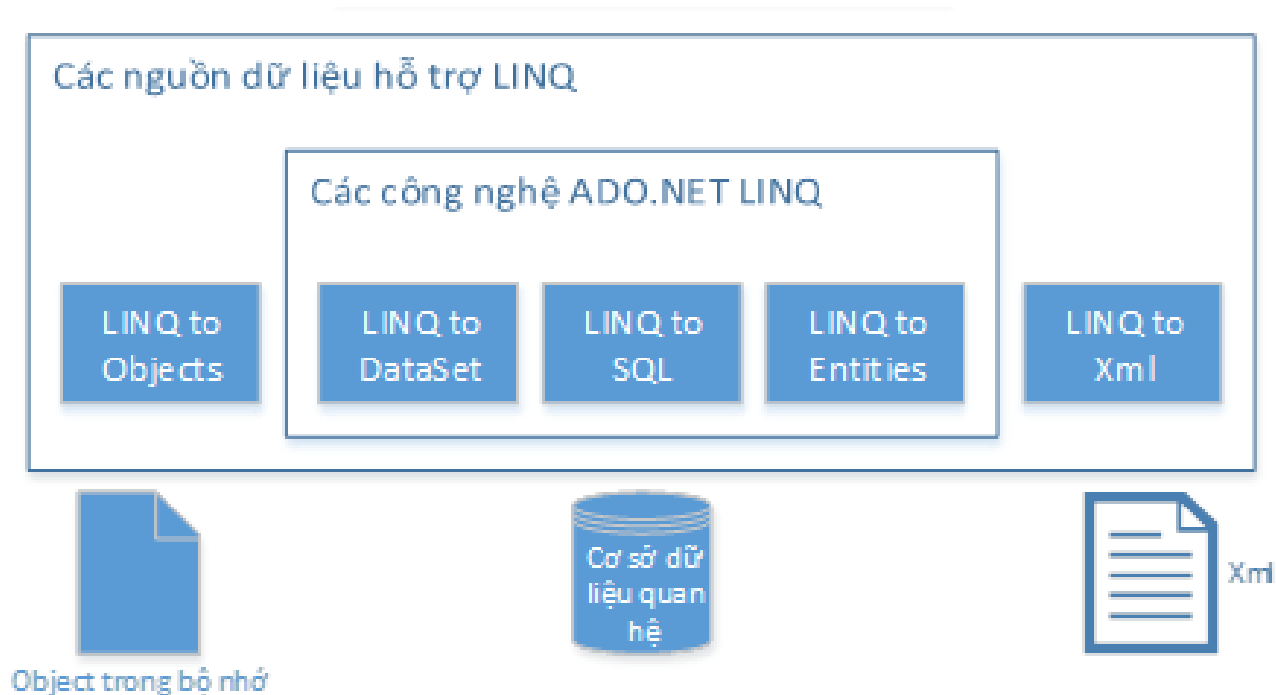 Các nguồn dữ liệu hỗ trợ LINQ
Các công nghệ ADO.NET LINQ
LINQ to
Objects
LINQ to
DataSet
LINQ to
SQL
LINQ to
Entities
LINQ to
Xml
Object trong bộ nhớ
Cơ sở dữ
liệu quan
hệ
Xml